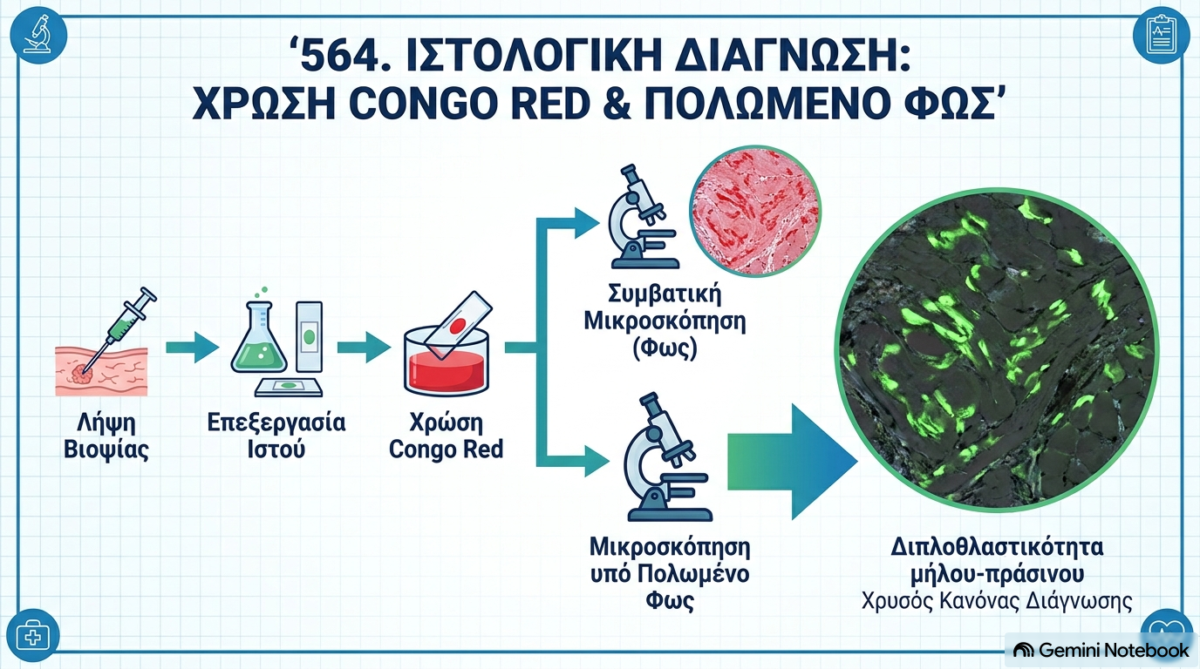 ‘564. ΙΣΤΟΛΟΓΙΚΗ ΔΙΑΓΝΩΣΗ:
ΧΡΩΣΗ CONGO RED & ΠΟΛΩΜΕΝΟ ΦΩΣ’
Λήψη
Βιοψίας
Επεξεργασία
Ιστού
Χρώση
Congo Red
Συμβατική
Μικροσκόπηση
(Φως)
Μικροσκόπηση
υπό Πολωμένο
Φως
Διπλοθλαστικότητα
μήλου-πράσινου
Χρυσός Κανόνας Διάγνωσης
Gemini Notebook